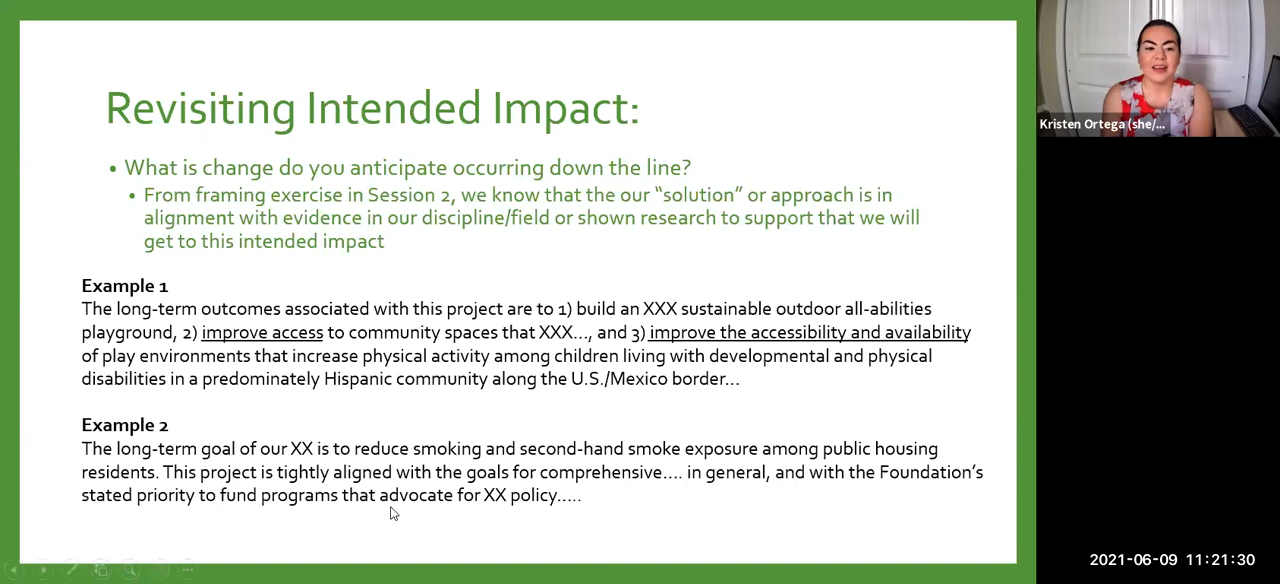 Revisiting Intended Impact:
• What is change do you anticipate occurring down the line?
• From framing exercise in Session 2, we know that the our “solution” or approach is in
alignment with evidence in our discipline/field or shown research to support that we will
get to this intended impact
Example 1
The long-term outcomes associated with this project are to 1) build an XXX sustainable outdoor all-abilities
playground, 2) improve access to community spaces that XXX..., and 3) improve the accessibility and availability
of play environments that increase physical activity among children living with developmental and physical
disabilities in a predominately Hispanic community along the U.S./Mexico border...
Example 2
The long-term goal of our XX is to reduce smoking and second-hand smoke exposure among public housing
residents. This project is tightly aligned with the goals for comprehensive.... in general, and with the Foundation’s
stated priority to fund programs that advocate for XX policy.....
Kristen Ortega (she/...
2021-06-09 11:21:30